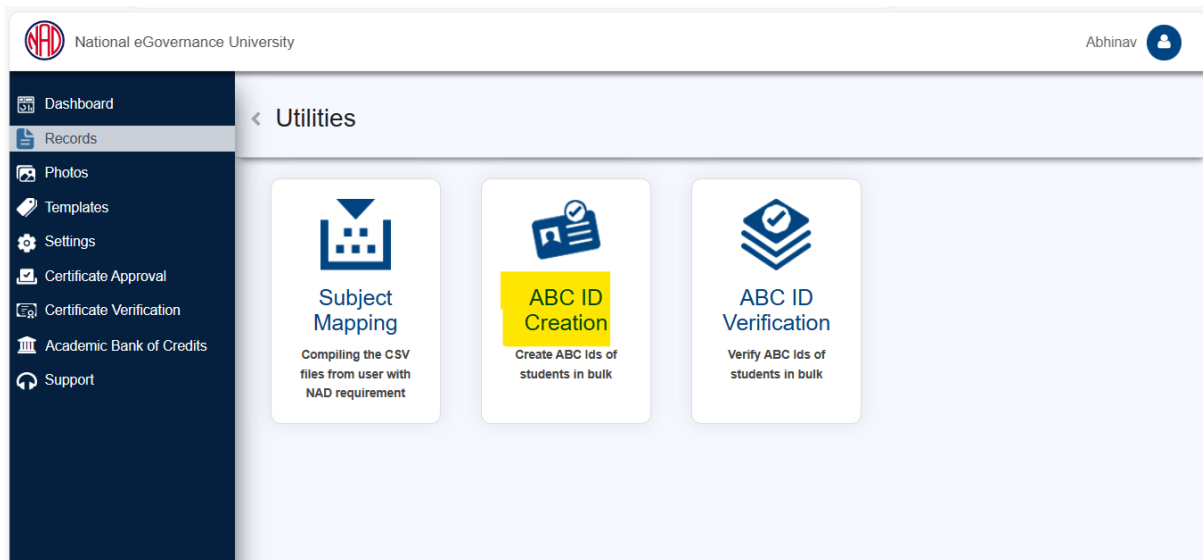 NAD
National eGovernance University
Abhinav
Dashboard
Records
Photos
Templates
Settings
Certificate Approval
Certificate Verification
Academic Bank of Credits
Support
< Utilities
Subject
Mapping
Compiling the CSV
files from user with
NAD requirement
ABC ID
Creation
Create ABC Ids of
students in bulk
ABC ID
Verification
Verify ABC Ids of
students in bulk